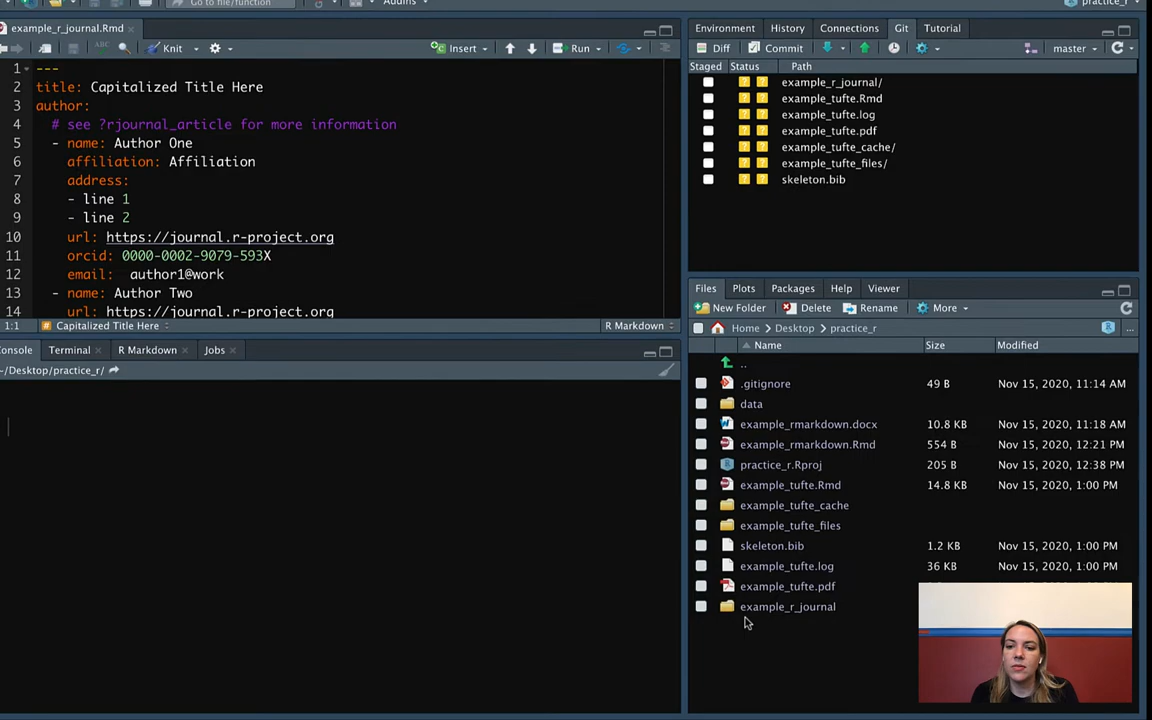 Go to file/function
Addins
practice_r
example_r_journal.Rmd
ABC
Knit
Insert
Run
1 ---
2 title: Capitalized Title Here
3 author:
4 # see ?rjournal_article for more information
5 - name: Author One
6 affiliation: Affiliation
7 address:
8 - line 1
9 - line 2
10 url: https://journal.r-project.org
11 orcid: 0000-0002-9079-593X
12 email: author1@work
13 - name: Author Two
14 url: https://journal.r-project.org
1:1 # Capitalized Title Here
R Markdown
Console Terminal R Markdown Jobs
~/Desktop/practice_r/
Environment History Connections Git Tutorial
Diff Commit master
Staged Status Path
? ? example_r_journal/
? ? example_tufte.Rmd
? ? example_tufte.log
? ? example_tufte.pdf
? ? example_tufte_cache/
? ? example_tufte_files/
? ? skeleton.bib
Files Plots Packages Help Viewer
New Folder Delete Rename More
Home Desktop practice_r ...
Name Size Modified
..
.gitignore 49 B Nov 15, 2020, 11:14 AM
data
example_rmarkdown.docx 10.8 KB Nov 15, 2020, 11:18 AM
example_rmarkdown.Rmd 554 B Nov 15, 2020, 12:21 PM
practice_r.Rproj 205 B Nov 15, 2020, 12:38 PM
example_tufte.Rmd 14.8 KB Nov 15, 2020, 1:00 PM
example_tufte_cache
example_tufte_files
skeleton.bib 1.2 KB Nov 15, 2020, 1:00 PM
example_tufte.log 36 KB Nov 15, 2020, 1:00 PM
example_tufte.pdf
example_r_journal